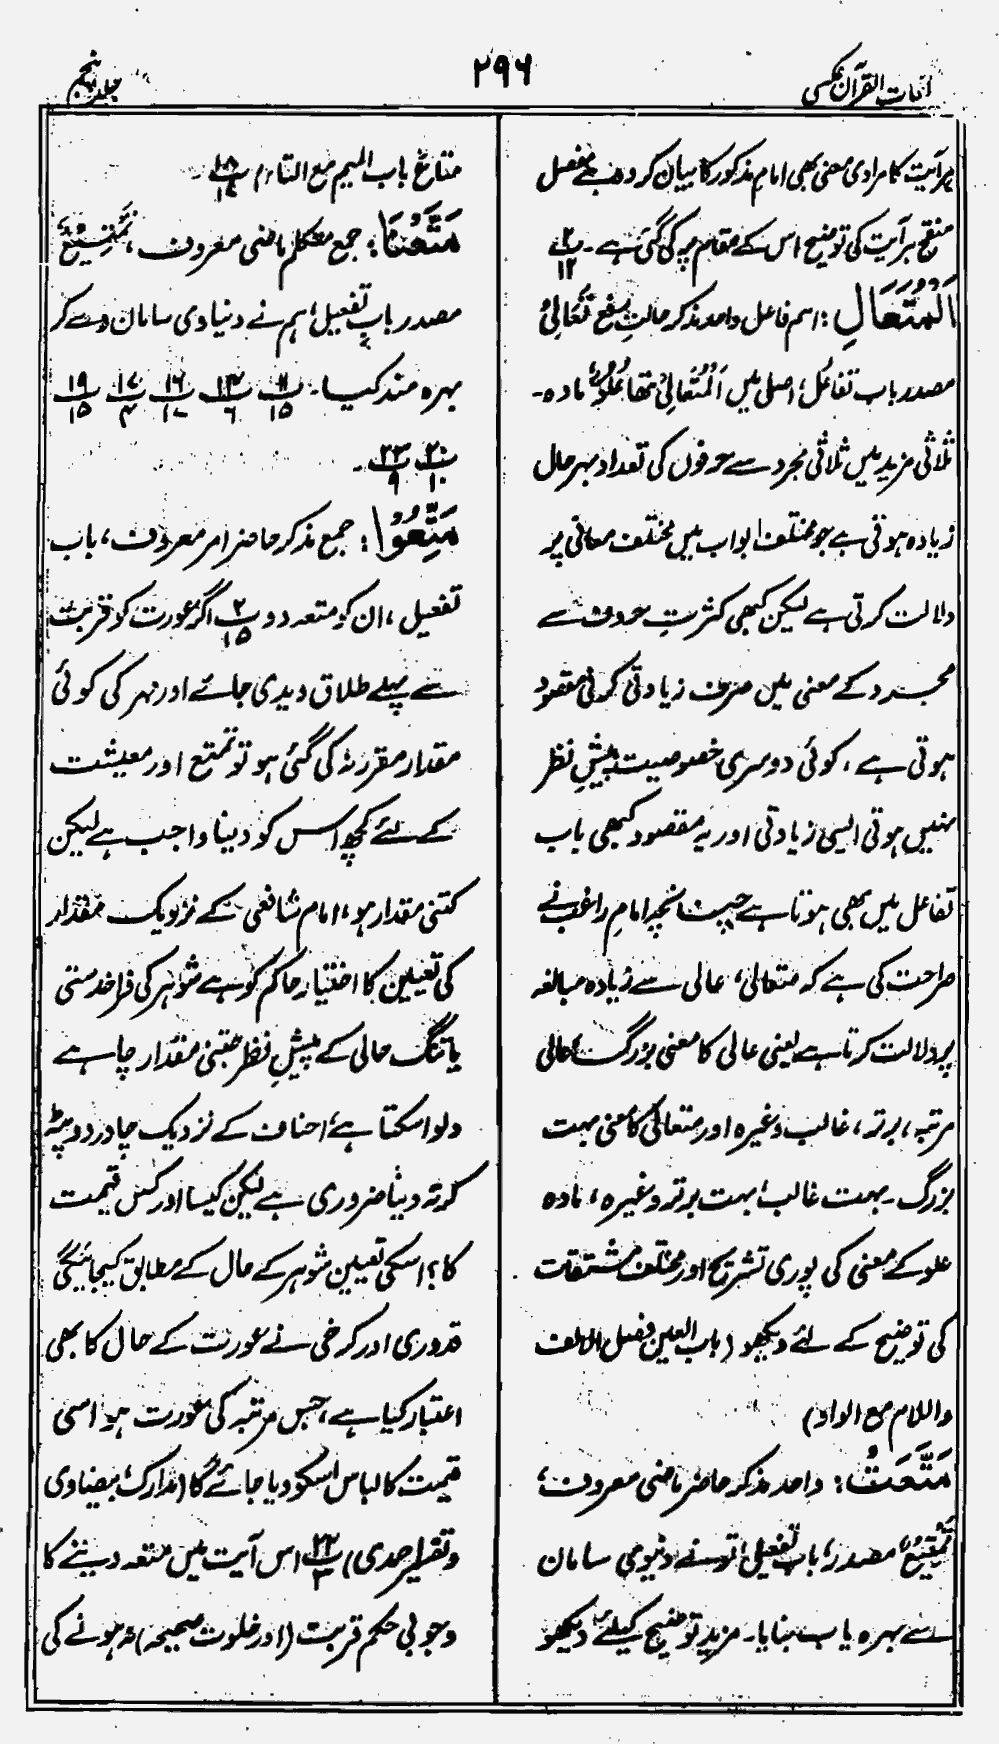 لغات القرآن عکسی
۲۹۶
جلد پنجم
ہر آیت کا مرادی معنی بھی امام مذکور کا بیان کردہ ہے مفصل
منقح ہر آیت کی توضیح اس کے مقام پر کی گئی ہے۔ پ۲/۱۲
اَلْمُتَعَالِ: اسم فاعل واحد مذکر حالتِ رفع تَعَالِیْ
مصدر باب تفاعل، اصل میں اَلْمُتَعَالِیُ تھا عُلُوٌّ مادہ۔
ثلاثی مزید میں ثلاثی مجرد سے حرفوں کی تعداد بہرحال
زیادہ ہوتی ہے جو مختلف ابواب میں مختلف معانی پر
دلالت کرتی ہے لیکن کبھی کثرتِ حروف سے
مجرد کے معنی میں صرف زیادتی کرنی مقصود
ہوتی ہے، کوئی دوسری خصوصیت پیشِ نظر
نہیں ہوتی ایسی زیادتی اور یہ مقصود کبھی باب
تفاعل میں بھی ہوتا ہے چنانچہ امام راغب نے
صراحت کی ہے کہ متعالی، عالی سے زیادہ مبالغہ
پر دلالت کرتا ہے یعنی عالی کا معنی بزرگ، عالی
مرتبہ، برتر، غالب وغیرہ اور متعالی کا معنی بہت
بزرگ۔ بہت غالب، بہت برتر وغیرہ، مادہ
علو کے معنی کی پوری تشریح اور مختلف مشتقات
کی توضیح کے لئے دیکھو (باب العین فصل الالف
واللام مع الواو)
مَتَّعْتَ: واحد مذکر حاضر ماضی معروف،
تَمْتِیْعٌ مصدر، باب تفعیل، تو نے دنیوی سامان
سے بہرہ یاب بنایا۔ مزید توضیح کیلئے دیکھو
متاعٌ باب المیم مع التاء، پ۱۸/
مَتَّعْنَا: جمع متکلم ماضی معروف، تَمْتِیْعٌ
مصدر باب تفعیل، ہم نے دنیاوی سامان دے کر
بہرہ مند کیا۔ پ۱۱/۱۵ پ۱۴/۶ پ۱۶/۱۷ پ۱۷/۴ پ۱۹/۱۵
پ۲۰/۱۰ پ۲۳/۹۔
مَتِّعُوْا: جمع مذکر حاضر امر معروف، باب
تفعیل، ان کو متعہ دو پ۲/۱۵ اگر عورت کو قربت
سے پہلے طلاق دیدی جائے اور مہر کی کوئی
مقدار مقرر نہ کی گئی ہو تو تمتع اور معیشت
کے لئے کچھ اس کو دینا واجب ہے لیکن
کتنی مقدار ہو، امام شافعی کے نزدیک مقدار
کی تعیین کا اختیار حاکم کو ہے شوہر کی فراخدستی
یا تنگ حالی کے پیشِ نظر جتنی مقدار چاہے
دلوا سکتا ہے، احناف کے نزدیک چادر دوپٹہ
کرتہ دینا ضروری ہے لیکن کیسا اور کس قیمت
کا؟ اسکی تعیین شوہر کے حال کے مطابق کیجائیگی
قدوری اور کرخی نے عورت کے حال کا بھی
اعتبار کیا ہے، جس مرتبہ کی عورت ہو اسی
قیمت کا لباس اسکو دیا جائے گا (مدارک، بیضاوی
وتفسیر احمدی) پ۲۲/۳ اس آیت میں متعہ دینے کا
وجوبی حکم قربت (اور خلوت صحیحہ) نہ ہونے کی